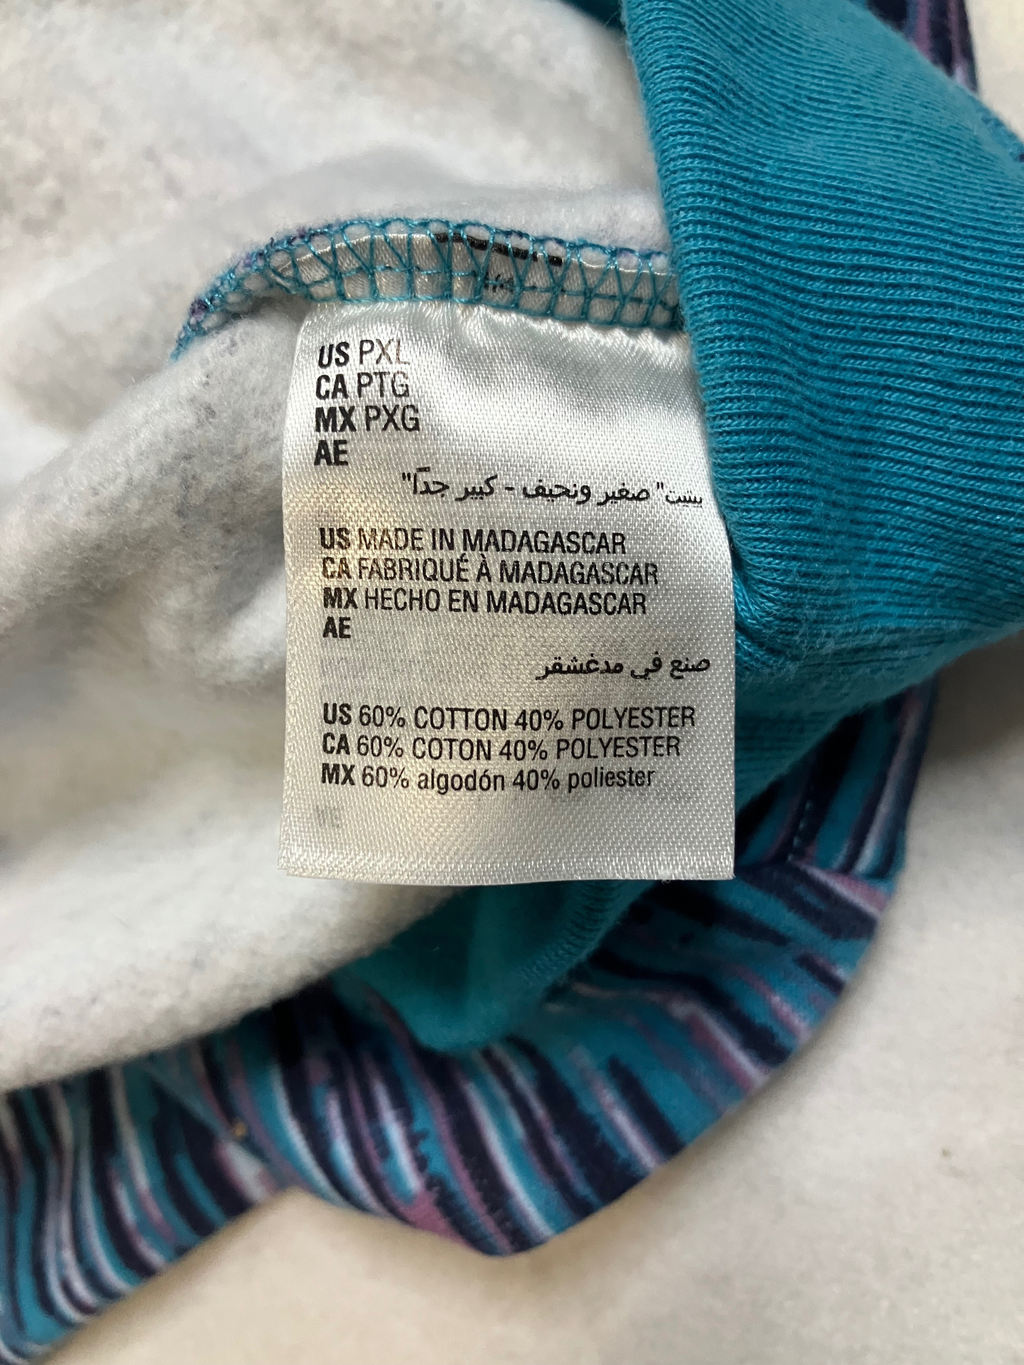 US PXL
CA PTG
MX PXG
AE
بيتيت "صغير ونحيف - كبير جدًا"
US MADE IN MADAGASCAR
CA FABRIQUÉ À MADAGASCAR
MX HECHO EN MADAGASCAR
AE
صنع في مدغشقر
US 60% COTTON 40% POLYESTER
CA 60% COTON 40% POLYESTER
MX 60% algodón 40% poliester